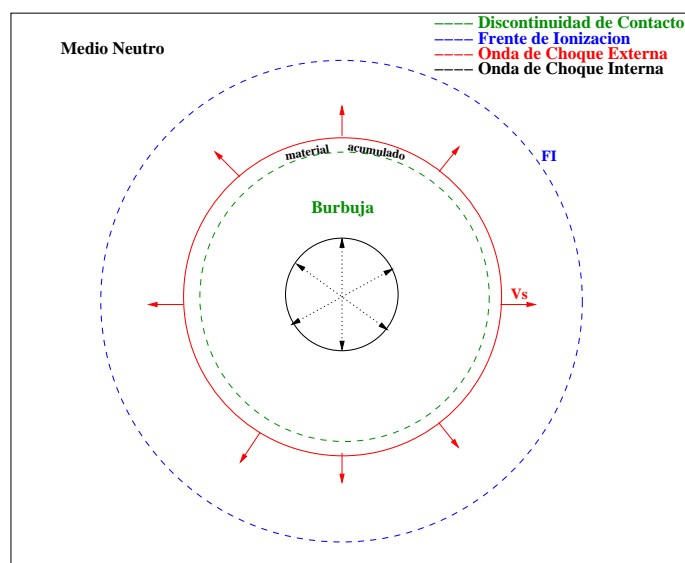 Discontinuidad de Contacto
Frente de Ionizacion
Medio Neutro
Onda de Choque Externa
Onda de Choque Interna
material acumulado
FI
Burbuja
Vs